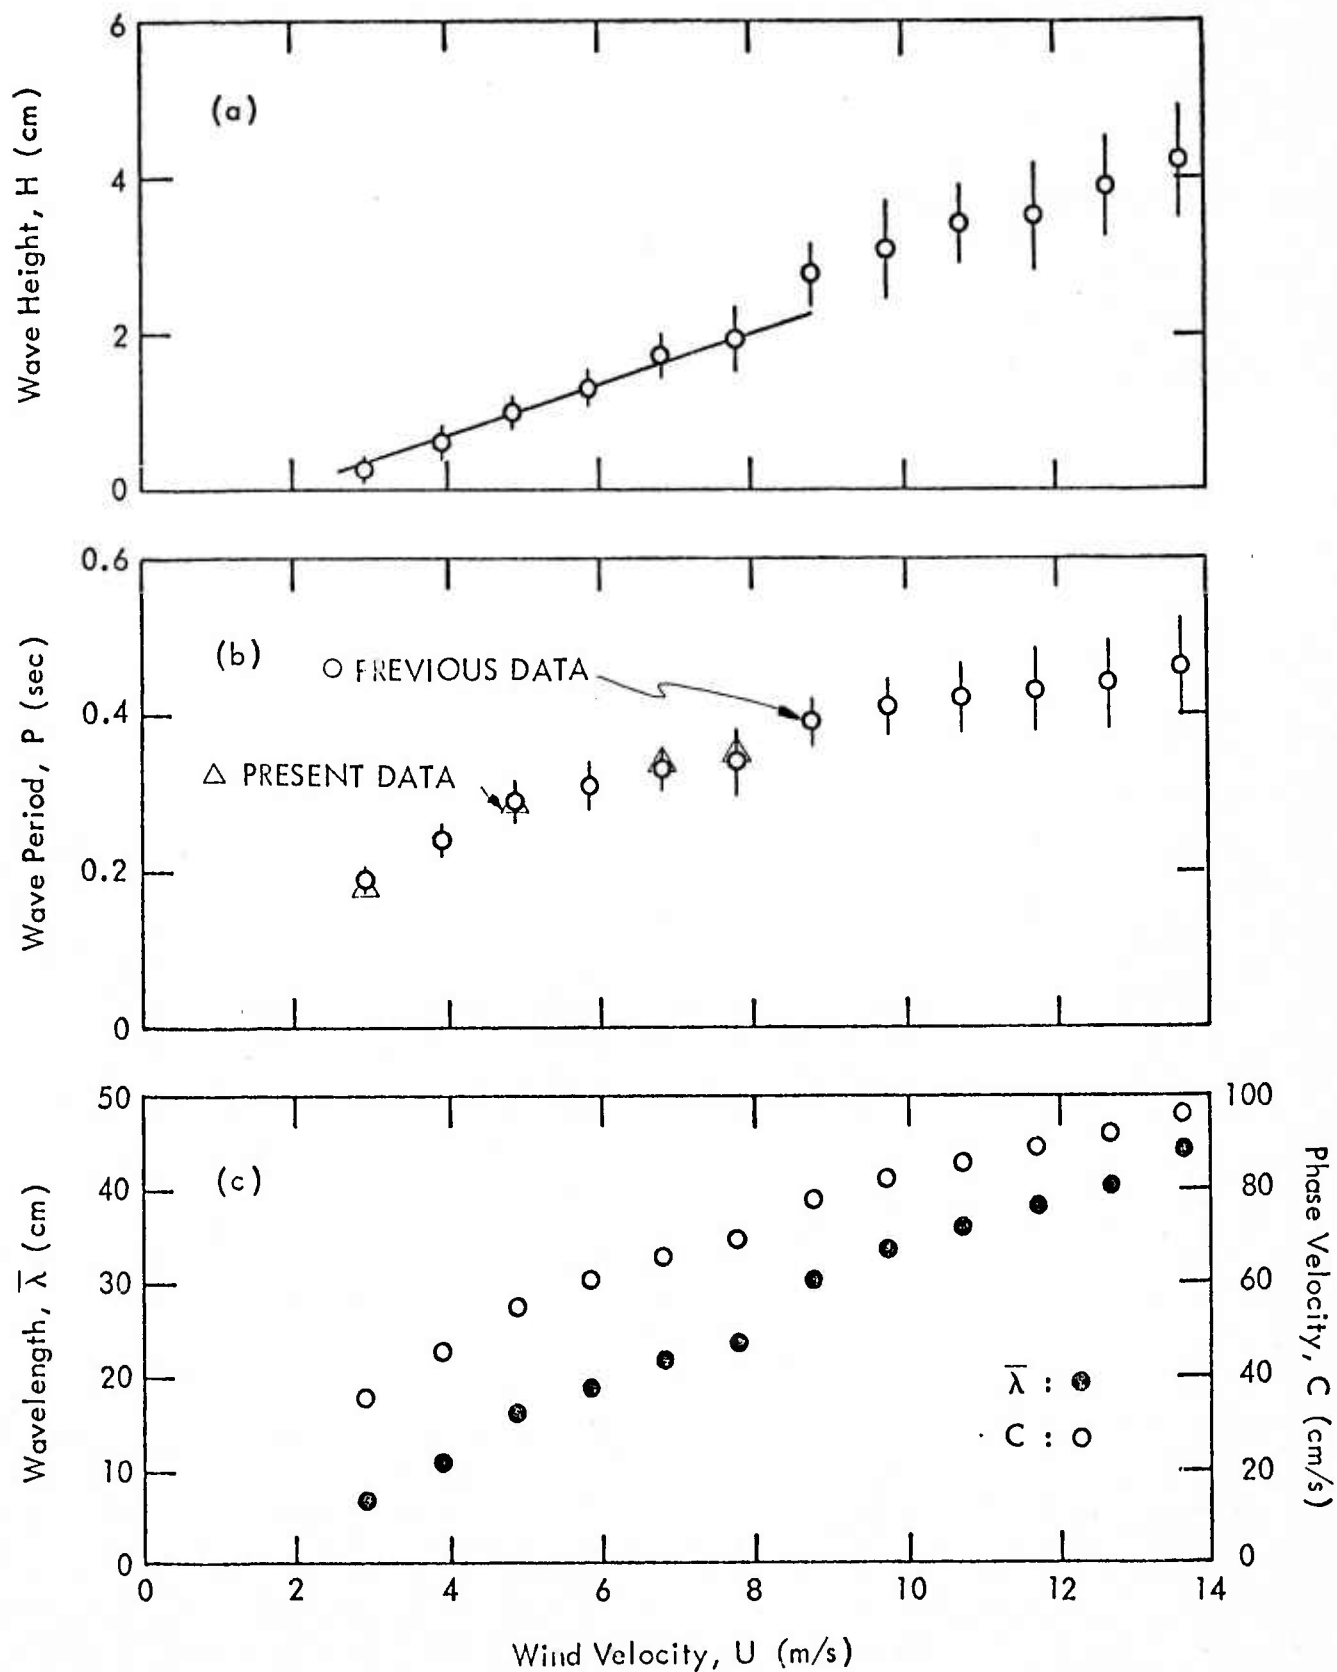 6
(a)
4
2
0
Wave Height, H (cm)
0.6
(b)
O PREVIOUS DATA
0.4
△ PRESENT DATA
0.2
0
Wave Period, P (sec)
50
100
(c)
40
80
30
60
λ̅ :
20
40
C : O
10
20
0
0
Wavelength, λ̅ (cm)
Phase Velocity, C (cm/s)
0 2 4 6 8 10 12 14
Wind Velocity, U (m/s)